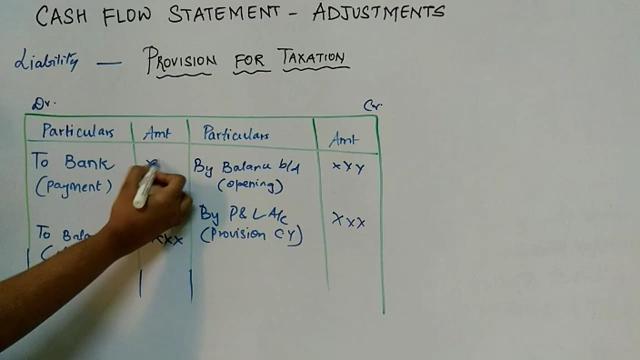 CASH FLOW STATEMENT - ADJUSTMENTS
Liability — PROVISION FOR TAXATION
Dr. Cr.
Particulars Amt Particulars Amt
To Bank By Balance b/d xxx
(payment) (opening)
By P & L A/c xxx
To (Provision CY) xxx